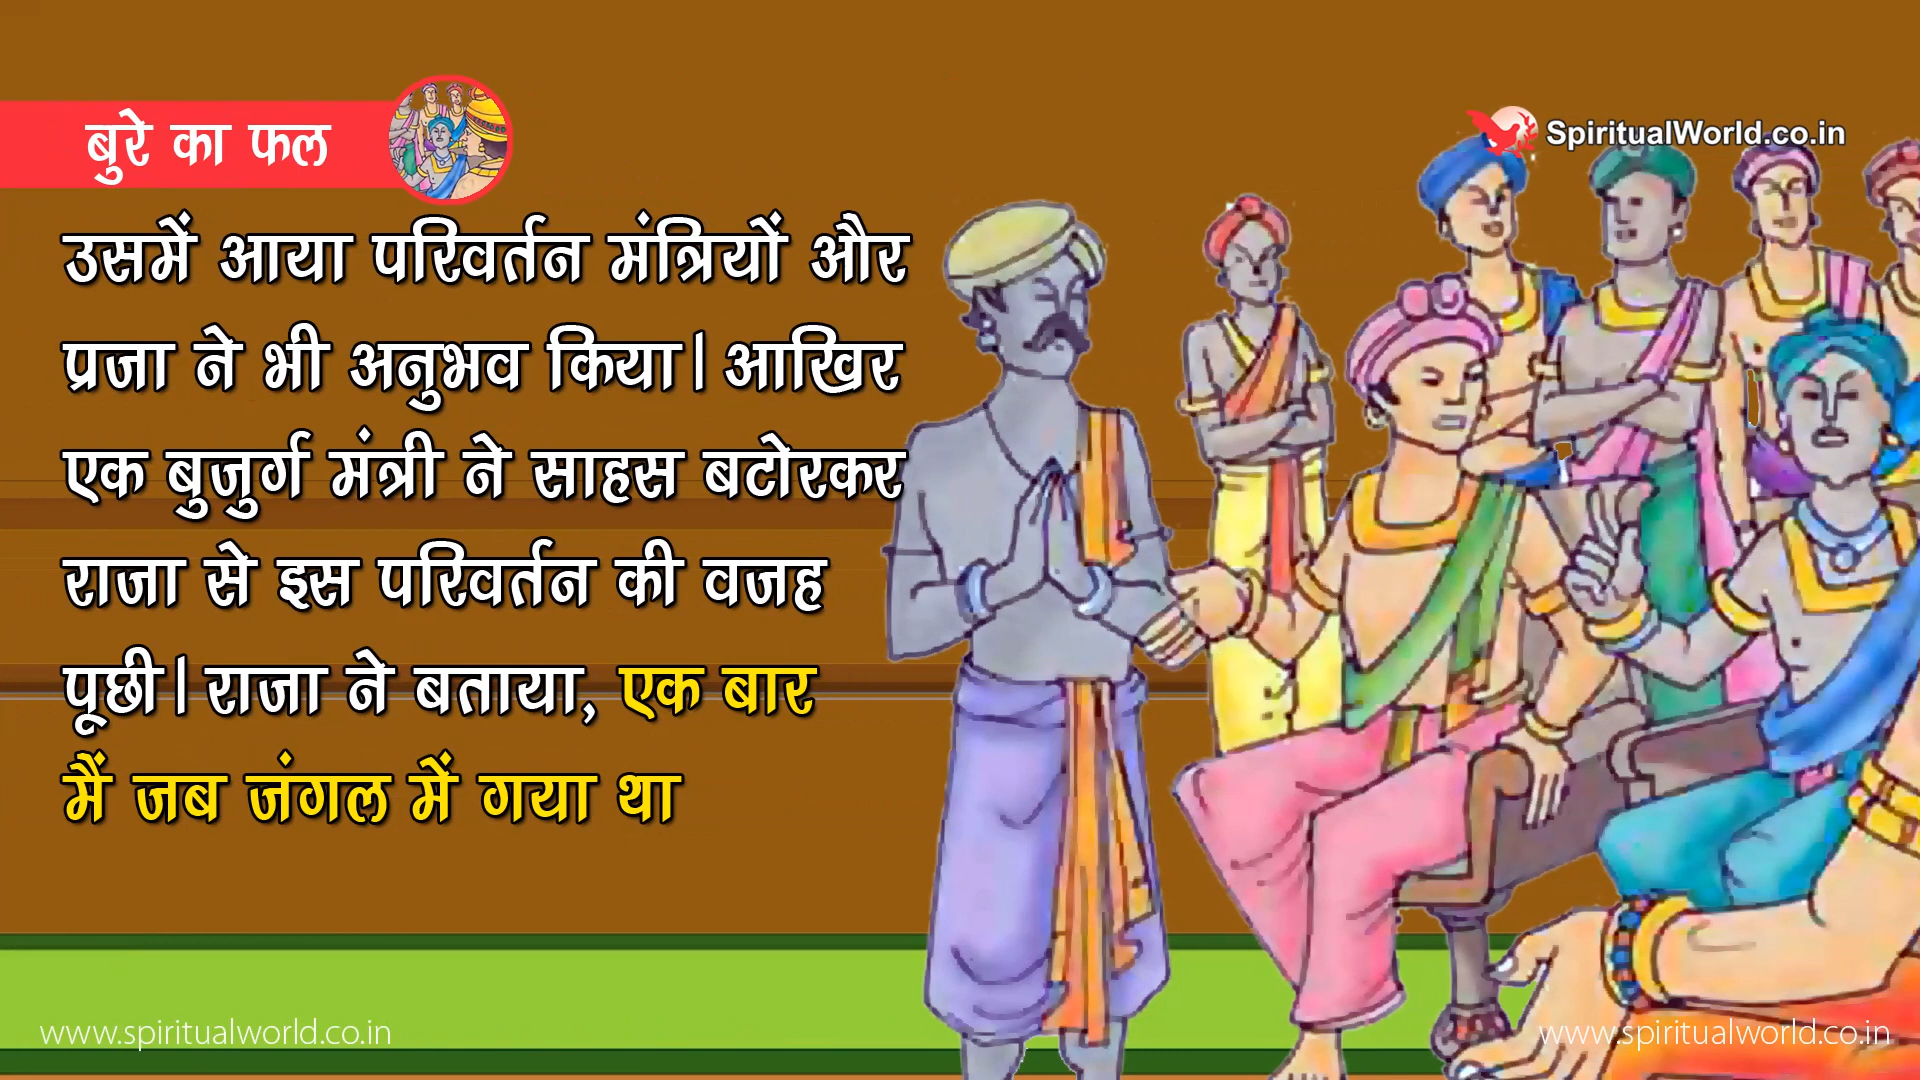 बुरे का फल
SpiritualWorld.co.in
उसमें आया परिवर्तन मंत्रियों और
प्रजा ने भी अनुभव किया। आखिर
एक बुजुर्ग मंत्री ने साहस बटोरकर
राजा से इस परिवर्तन की वजह
पूछी। राजा ने बताया, एक बार
मैं जब जंगल में गया था
www.spiritualworld.co.in
www.spiritualworld.co.in